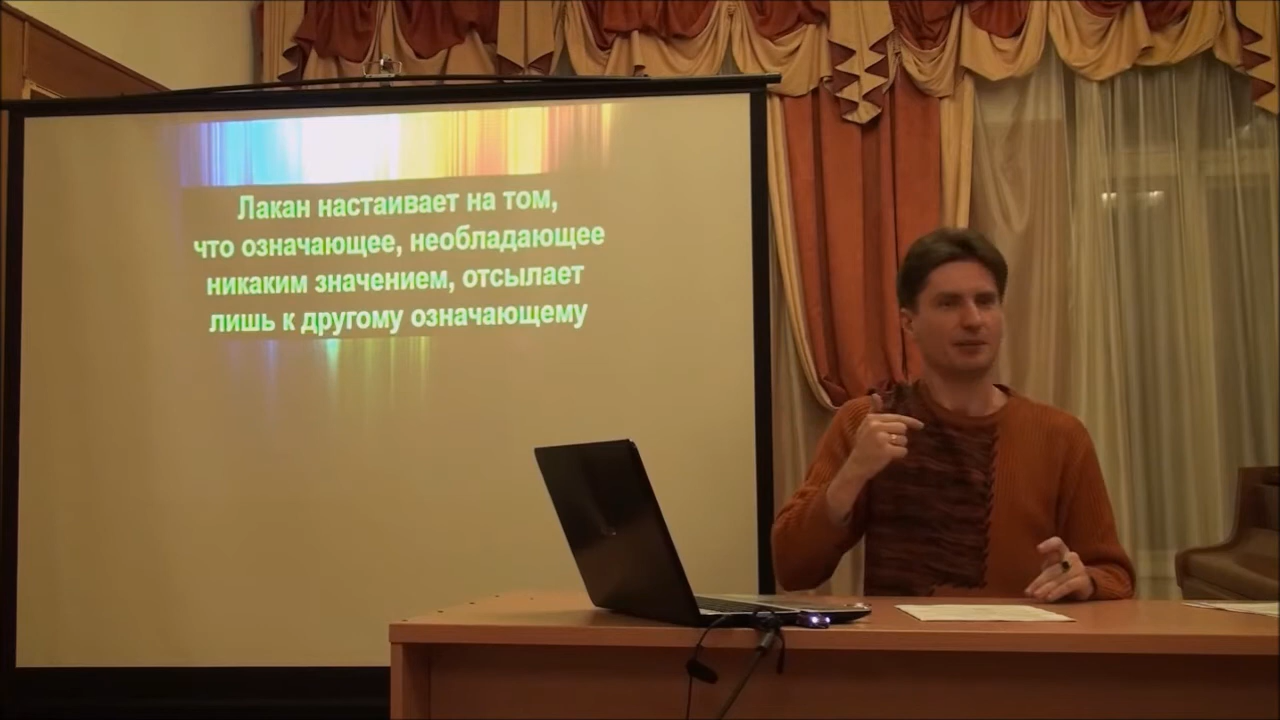 Лакан настаивает на том,
что означающее, необладающее
никаким значением, отсылает
лишь к другому означающему